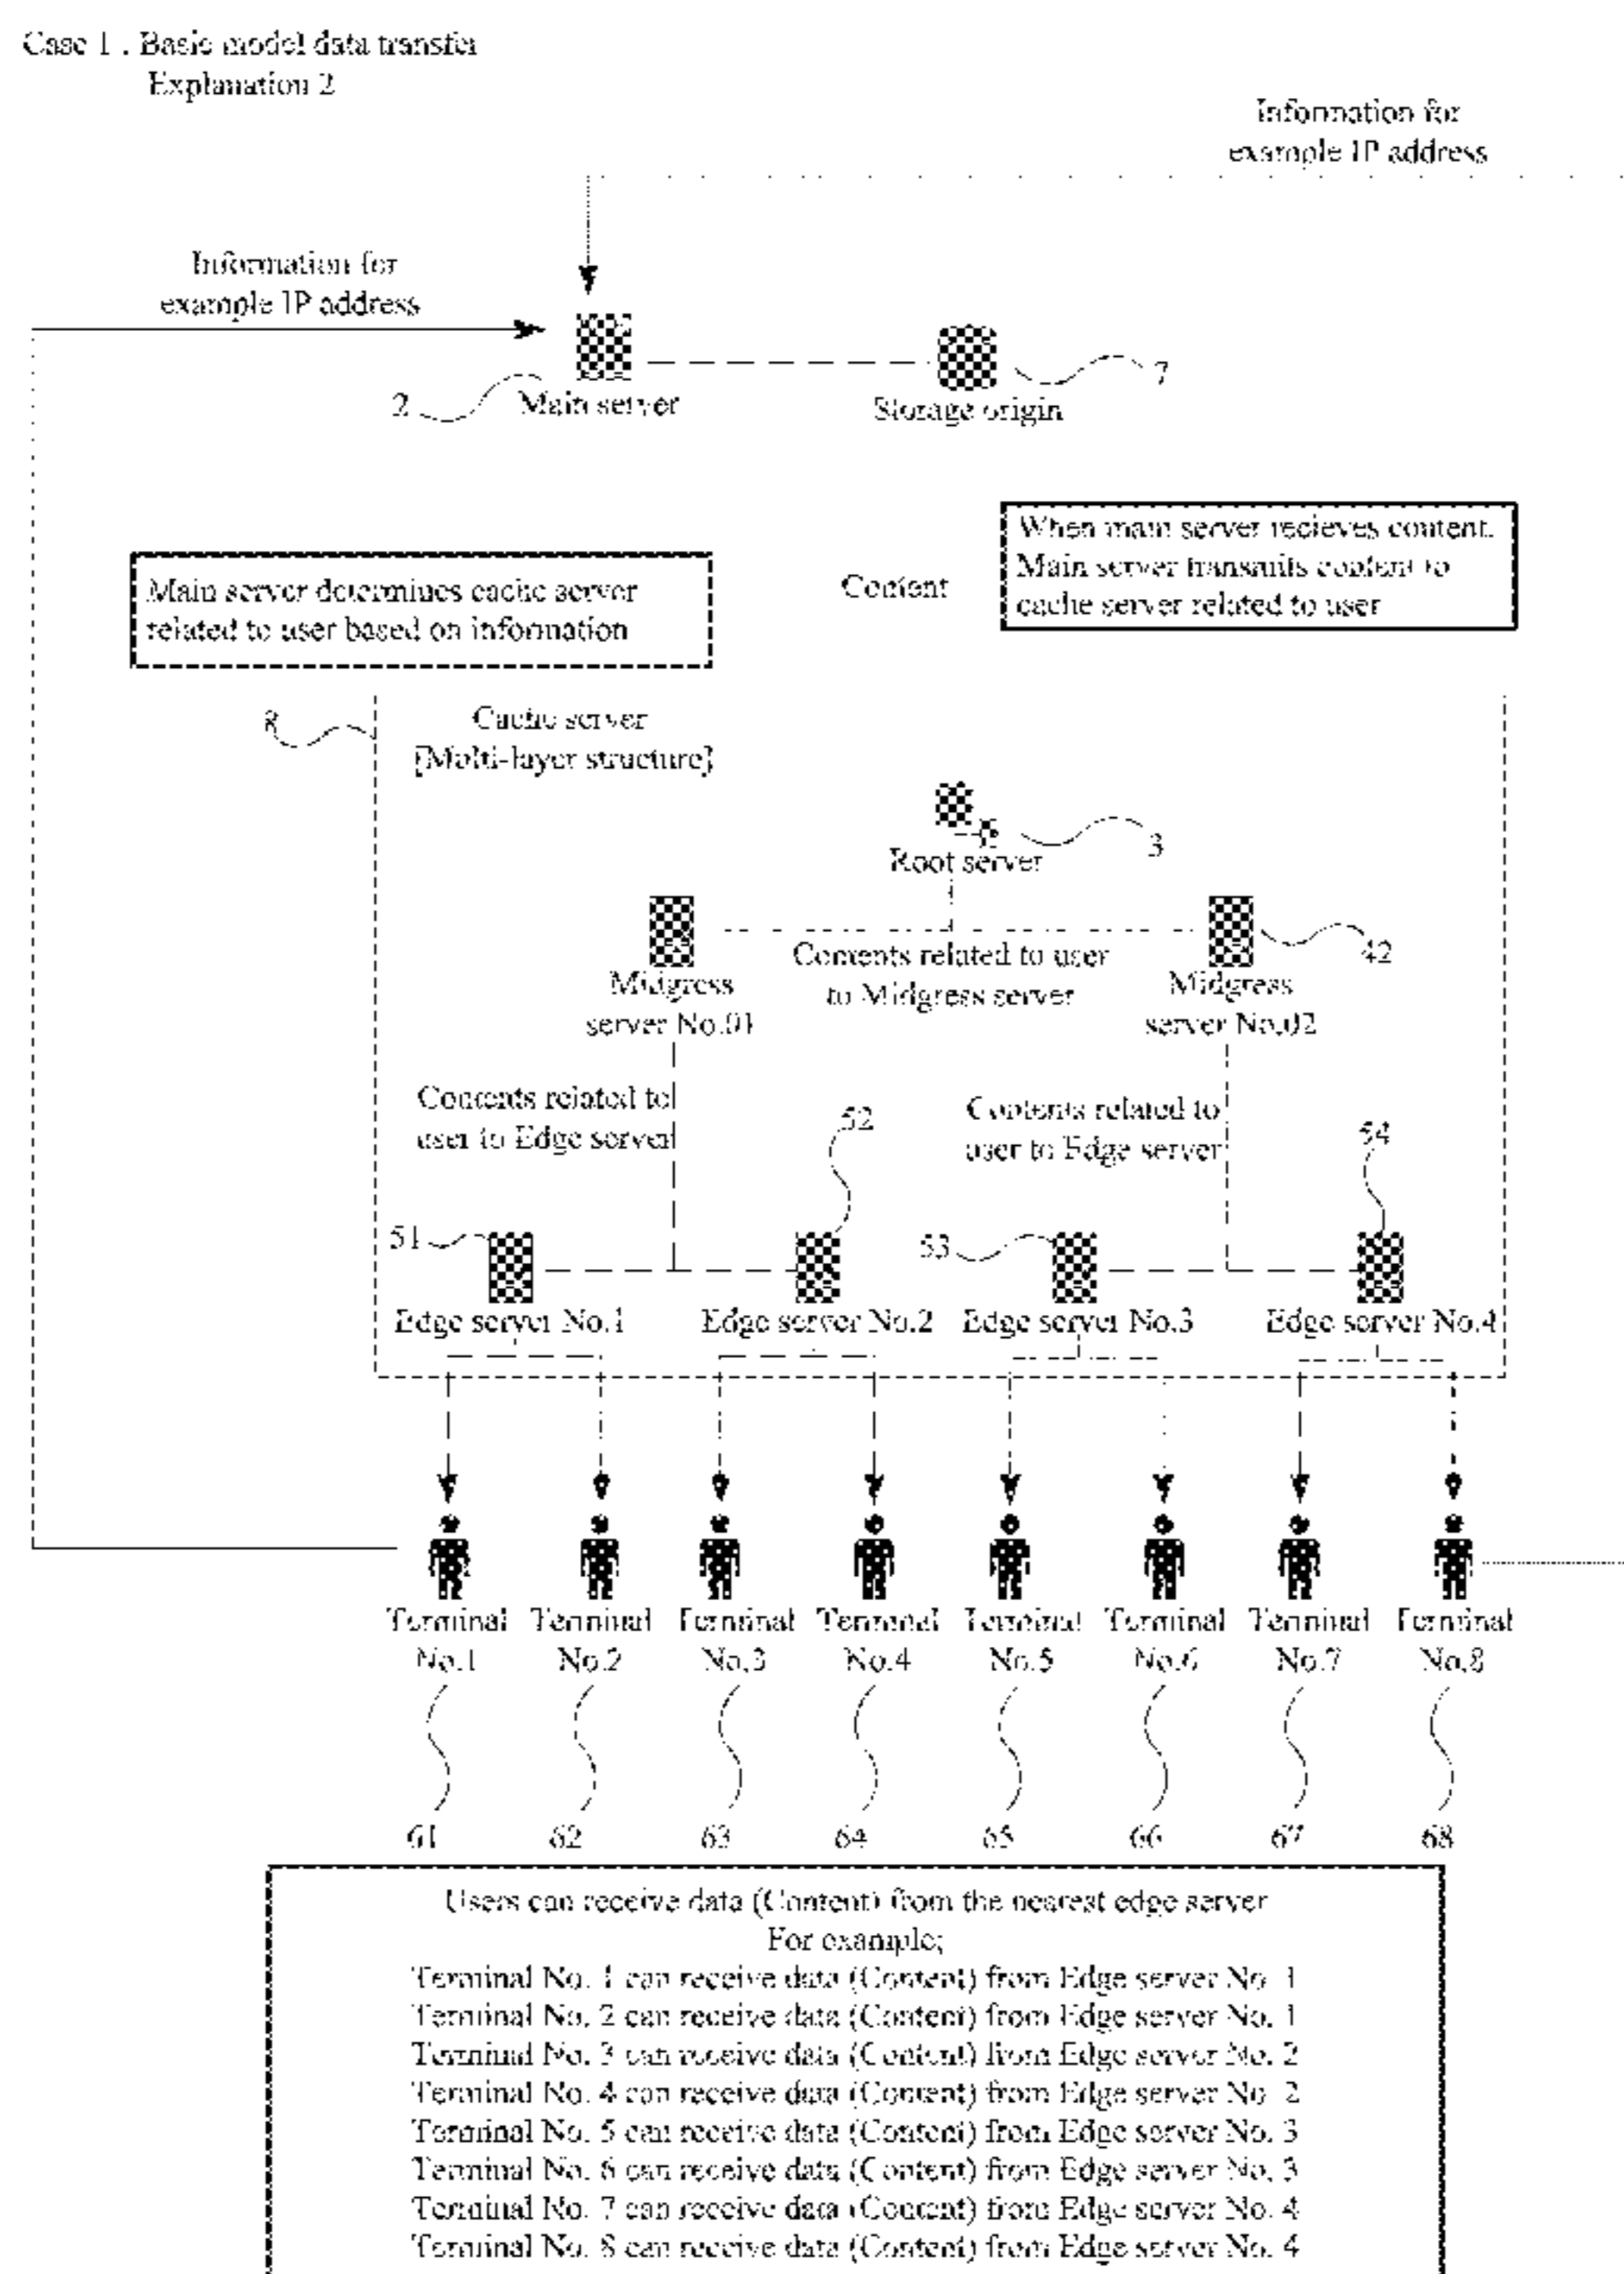 Case 1 . Basic model data transfer
Explanation 2
Information for
example IP address
Information for
example IP address
2
Main server
Storage origin
7
When main server recieves content.
Main server transmits content to
cache server related to user
Main server determines cache server
related to user based on information
Content
8
Cache server
[Multi-layer structure]
3
Root server
42
Contents related to user
to Midgress server
Midgress
server No.01
Midgress
server No.02
Contents related to
user to Edge server
52
Contents related to
user to Edge server
54
51
53
Edge server No.1
Edge server No.2
Edge server No.3
Edge server No.4
Terminal
No.1
Terminal
No.2
Terminal
No.3
Terminal
No.4
Terminal
No.5
Terminal
No.6
Terminal
No.7
Terminal
No.8
61
62
63
64
65
66
67
68
Users can receive data (Content) from the nearest edge server
For example;
Terminal No. 1 can receive data (Content) from Edge server No. 1
Terminal No. 2 can receive data (Content) from Edge server No. 1
Terminal No. 3 can receive data (Content) from Edge server No. 2
Terminal No. 4 can receive data (Content) from Edge server No. 2
Terminal No. 5 can receive data (Content) from Edge server No. 3
Terminal No. 6 can receive data (Content) from Edge server No. 3
Terminal No. 7 can receive data (Content) from Edge server No. 4
Terminal No. 8 can receive data (Content) from Edge server No. 4